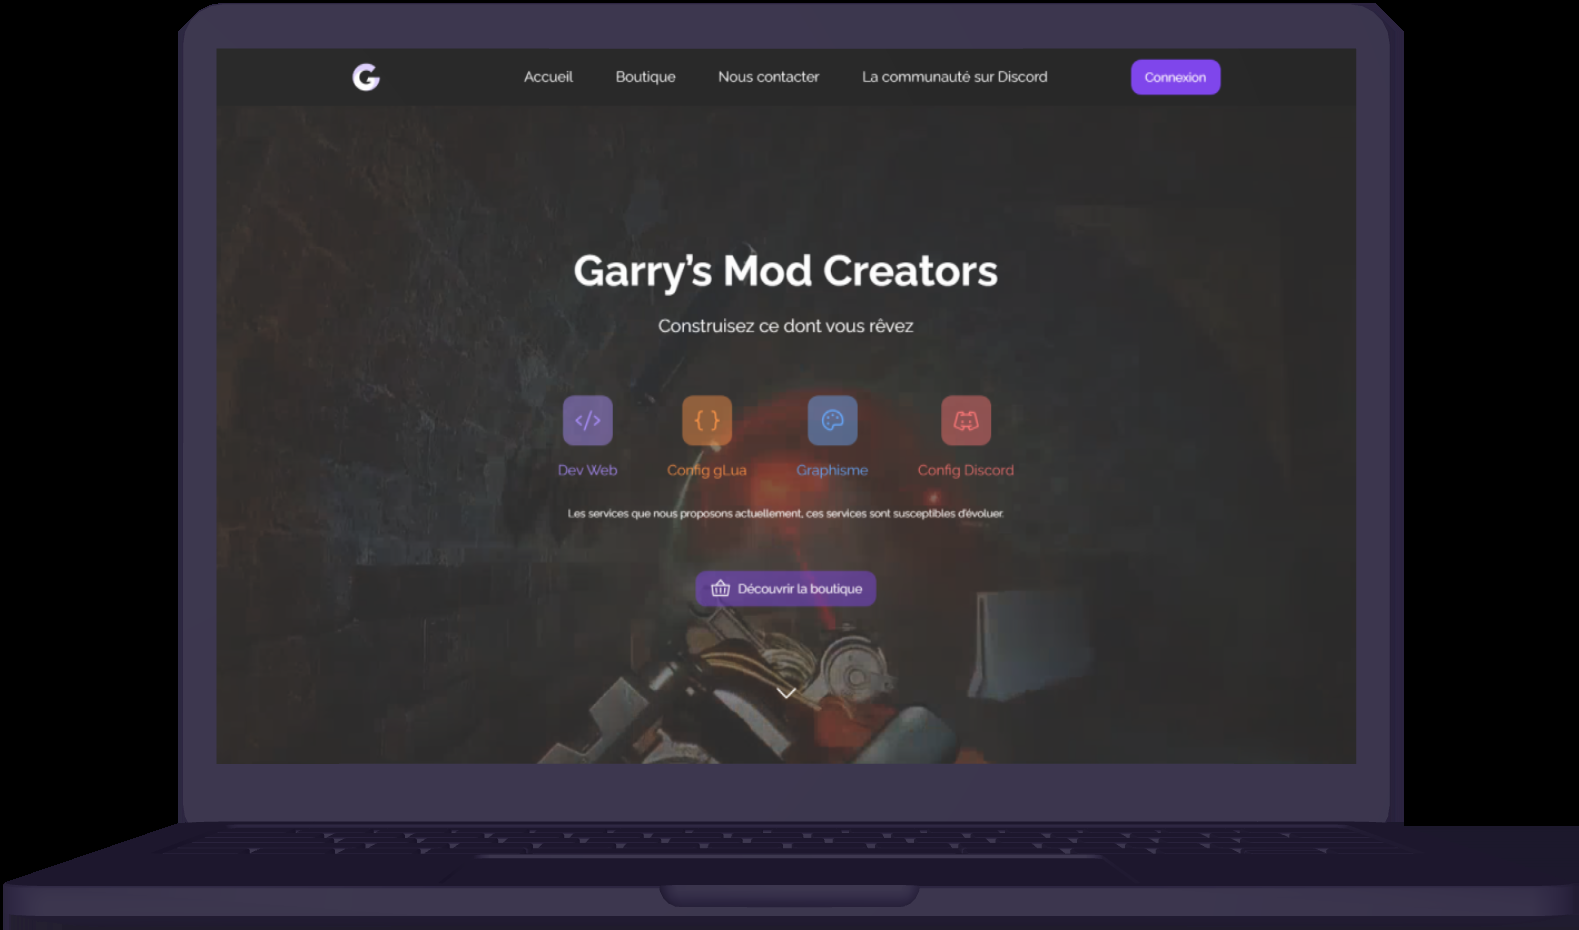 G
Accueil Boutique Nous contacter La communauté sur Discord Connexion
Garry's Mod Creators
Construisez ce dont vous rêvez
</> { }
Dev Web Config gLua Graphisme Config Discord
Les services que nous proposons actuellement, ces services sont susceptibles d'évoluer.
Découvrir la boutique